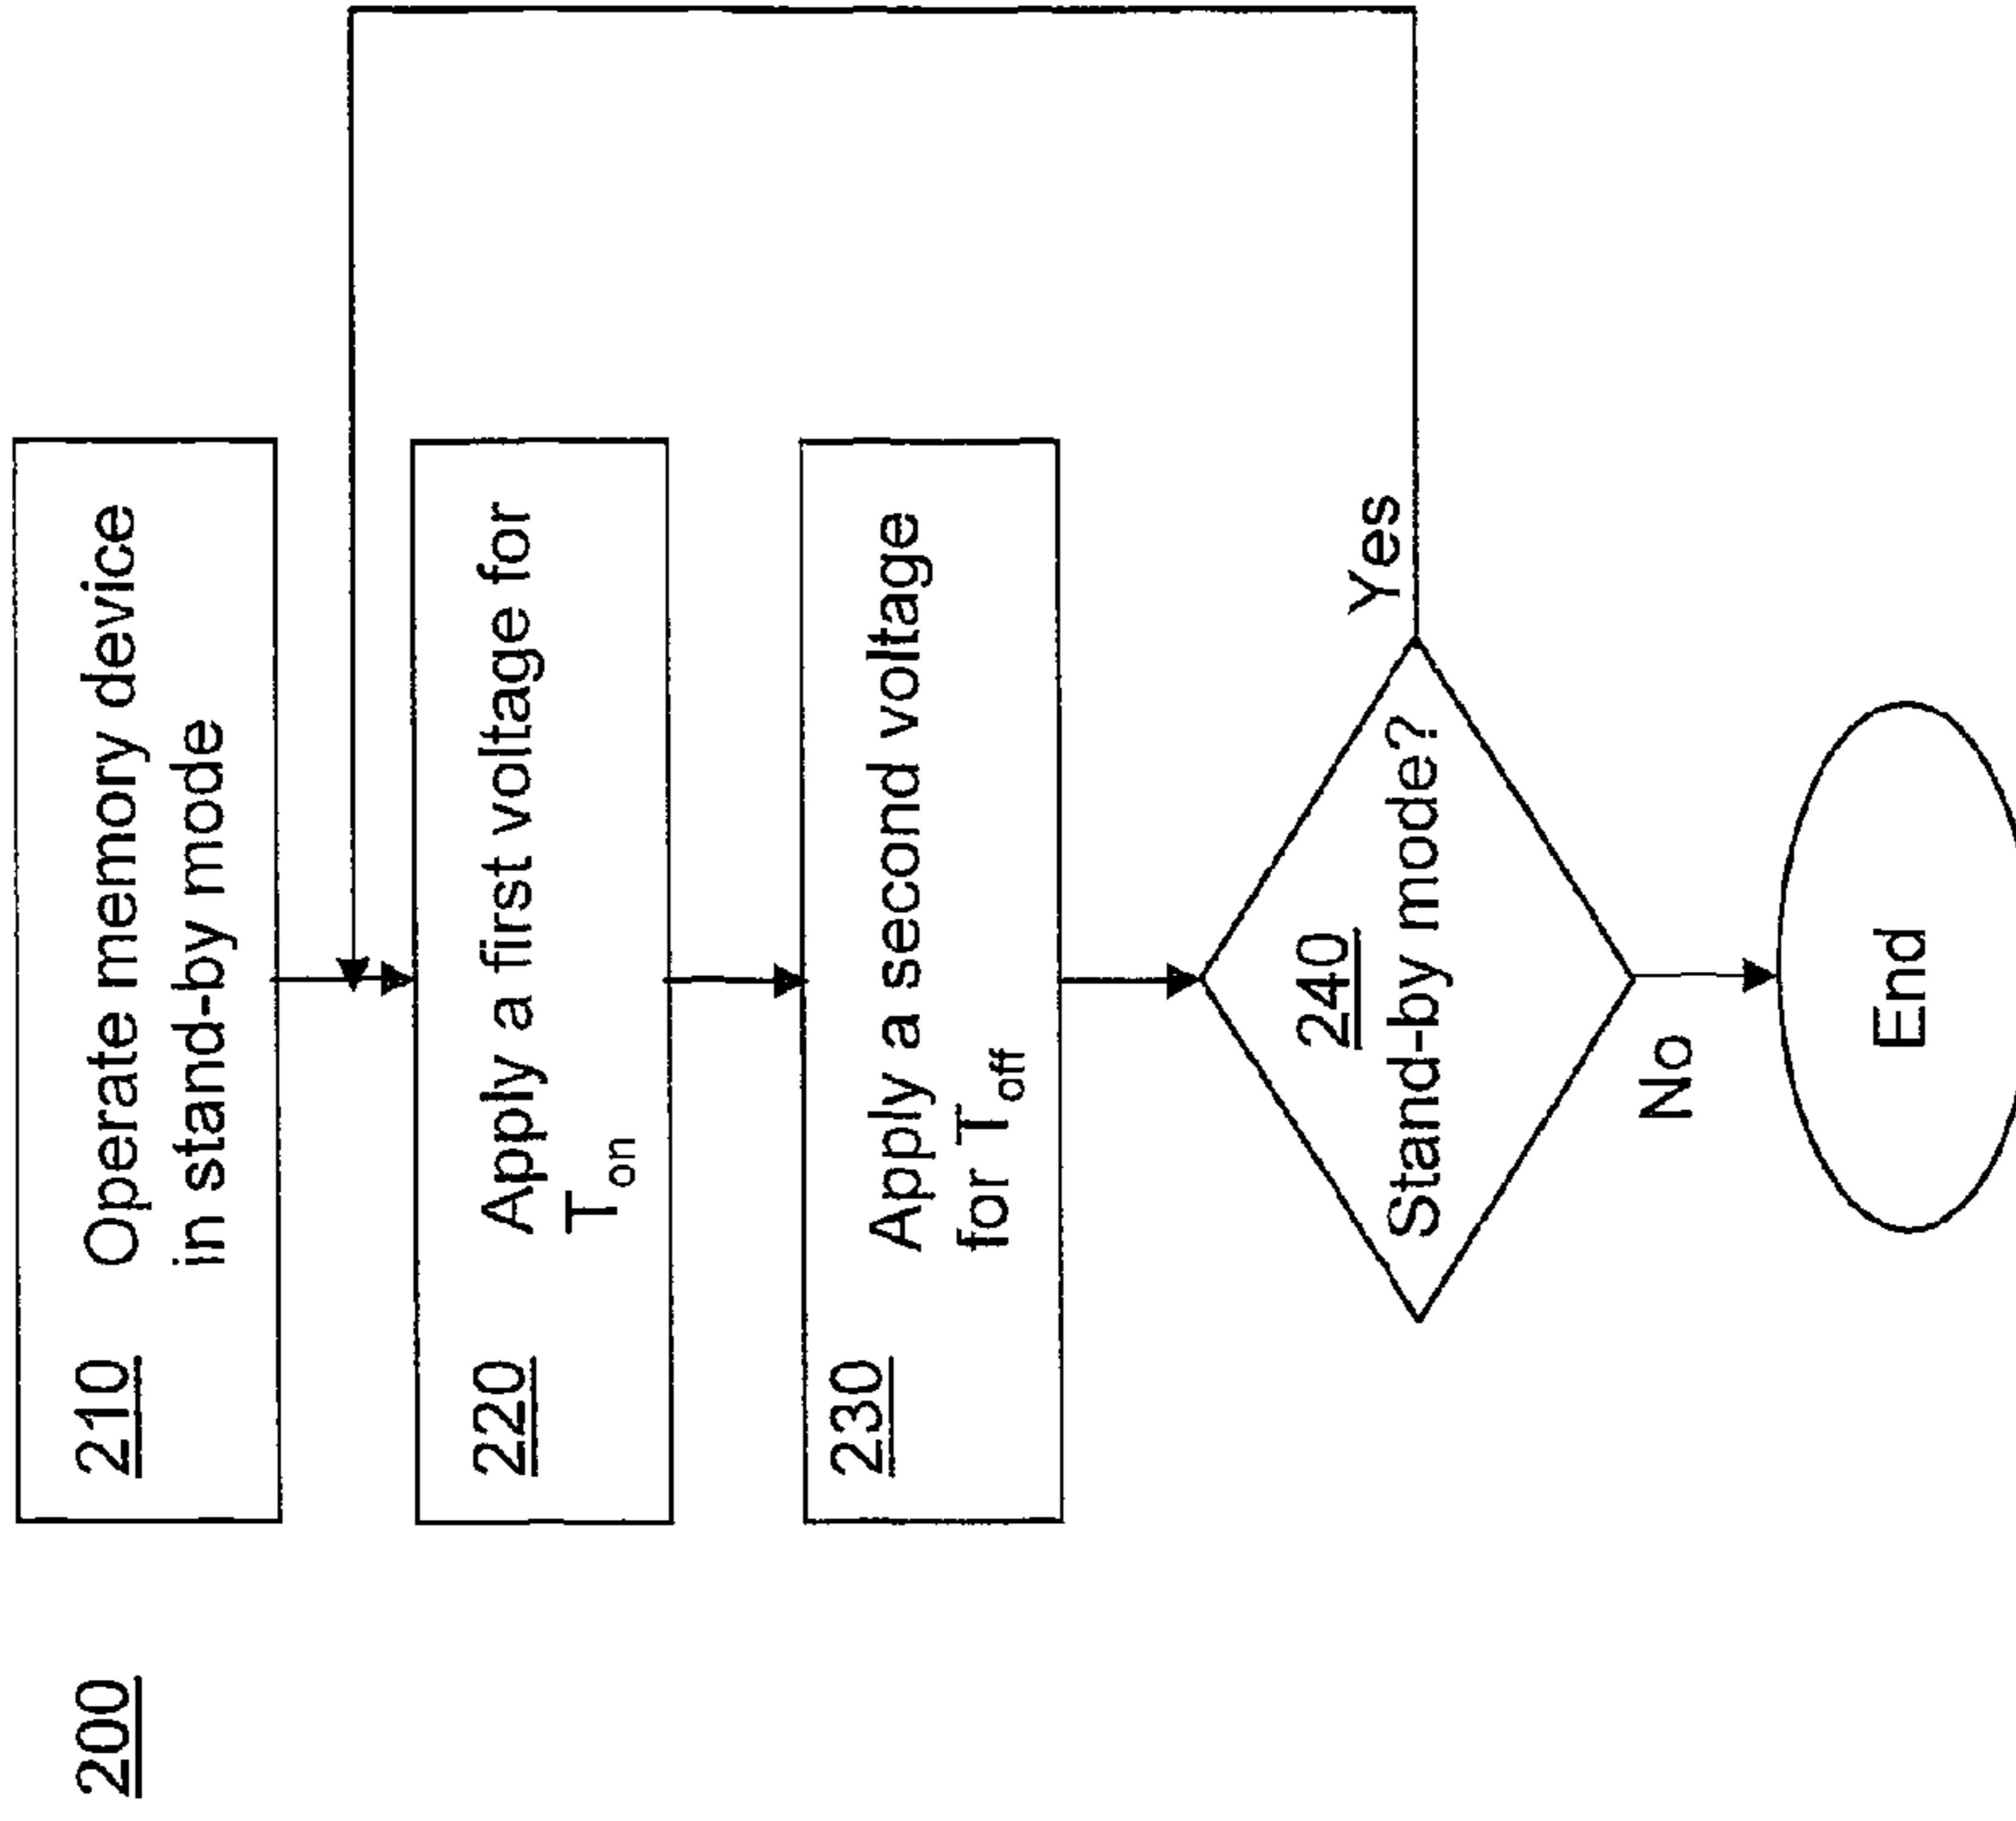 200
210 Operate memory device
in stand-by mode
220 Apply a first voltage for
Ton
230 Apply a second voltage
for Toff
240
Stand-by mode?
Yes
No
End